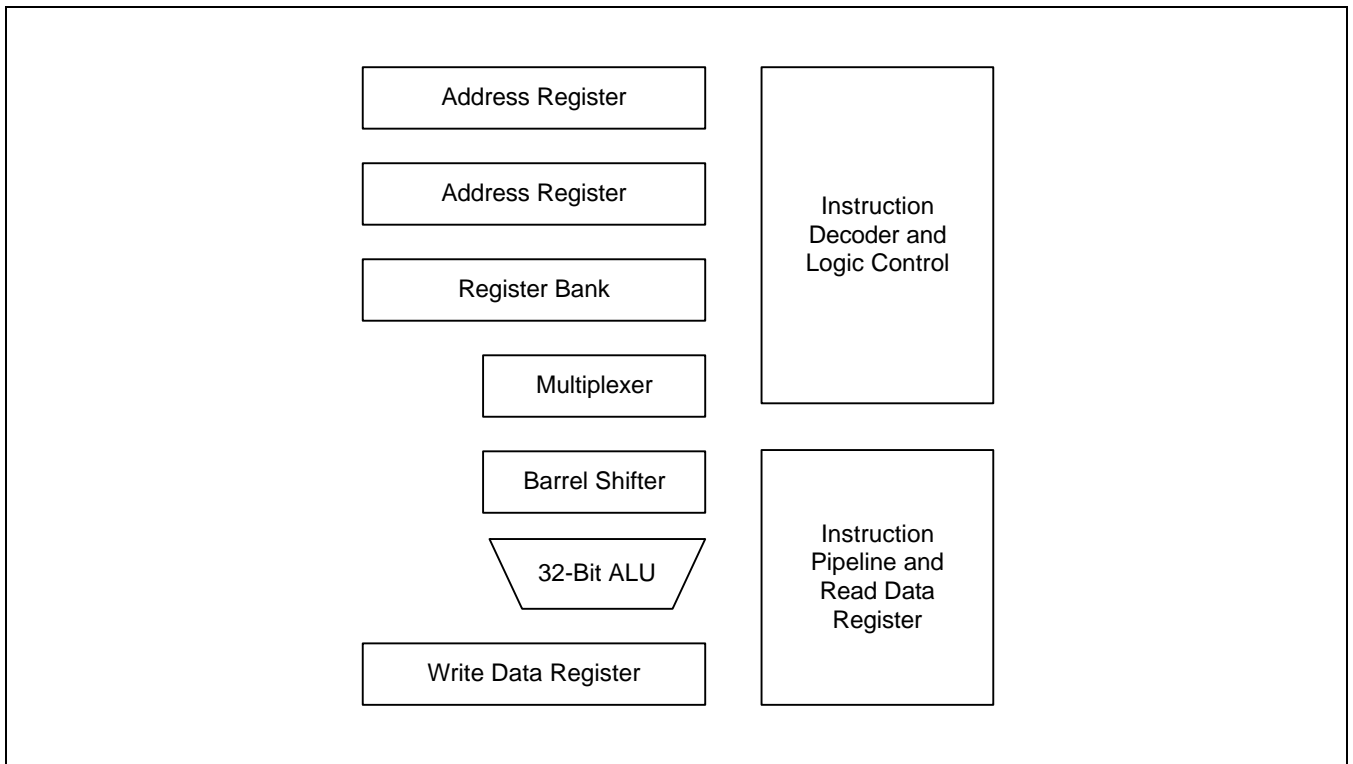 Address Register
Address Register
Register Bank
Multiplexer
Barrel Shifter
32-Bit ALU
Write Data Register
Instruction
Decoder and
Logic Control
Instruction
Pipeline and
Read Data
Register